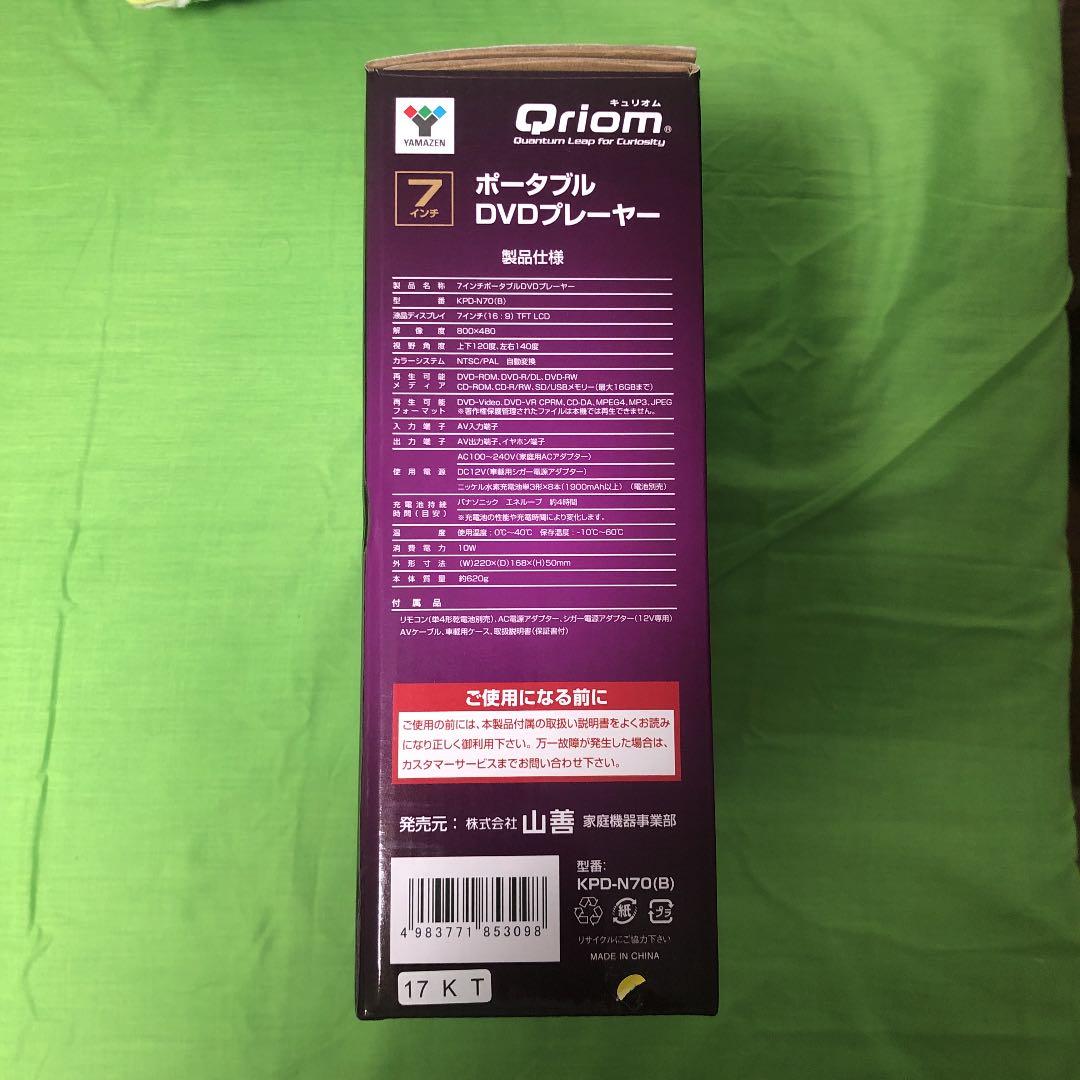 YAMAZEN
キュリオム
Qriom®
Quantum Leap for Curiosity
7
インチ
ポータブル
DVDプレーヤー
製品仕様
製品名称 7インチポータブルDVDプレーヤー
型番 KPD-N70(B)
液晶ディスプレイ 7インチ(16:9) TFT LCD
解像度 800×480
視野角度 上下120度、左右140度
カラーシステム NTSC/PAL 自動変換
再生可能 DVD-ROM、DVD-R/DL、DVD-RW
メディア CD-ROM、CD-R/RW、SD/USBメモリー(最大16GBまで)
再生可能 DVD-Video、DVD-VR CPRM、CD-DA、MPEG4、MP3、JPEG
フォーマット ※著作権保護管理されたファイルは本機では再生できません。
入力端子 AV入力端子
出力端子 AV出力端子、イヤホン端子
AC100〜240V(家庭用ACアダプター)
使用電源 DC12V(車載用シガー電源アダプター)
ニッケル水素充電池単3形×8本(1900mAh以上) (電池別売)
充電池持続 パナソニック エネループ 約4時間
時間(目安) ※充電池の性能や充電時間により変化します。
温度 使用温度:0℃〜40℃ 保存温度:-10℃〜60℃
消費電力 10W
外形寸法 (W)220×(D)168×(H)50mm
本体質量 約620g
付属品
リモコン(単4形乾電池別売)、AC電源アダプター、シガー電源アダプター(12V専用)
AVケーブル、車載用ケース、取扱説明書(保証書付)
ご使用になる前に
ご使用の前には、本製品付属の取扱い説明書をよくお読み
になり正しく御利用下さい。万一故障が発生した場合は、
カスタマーサービスまでお問い合わせ下さい。
発売元:株式会社 山善 家庭機器事業部
型番:
KPD-N70(B)
紙
プラ
リサイクルにご協力下さい
MADE IN CHINA
4 983771 853098
17 K T